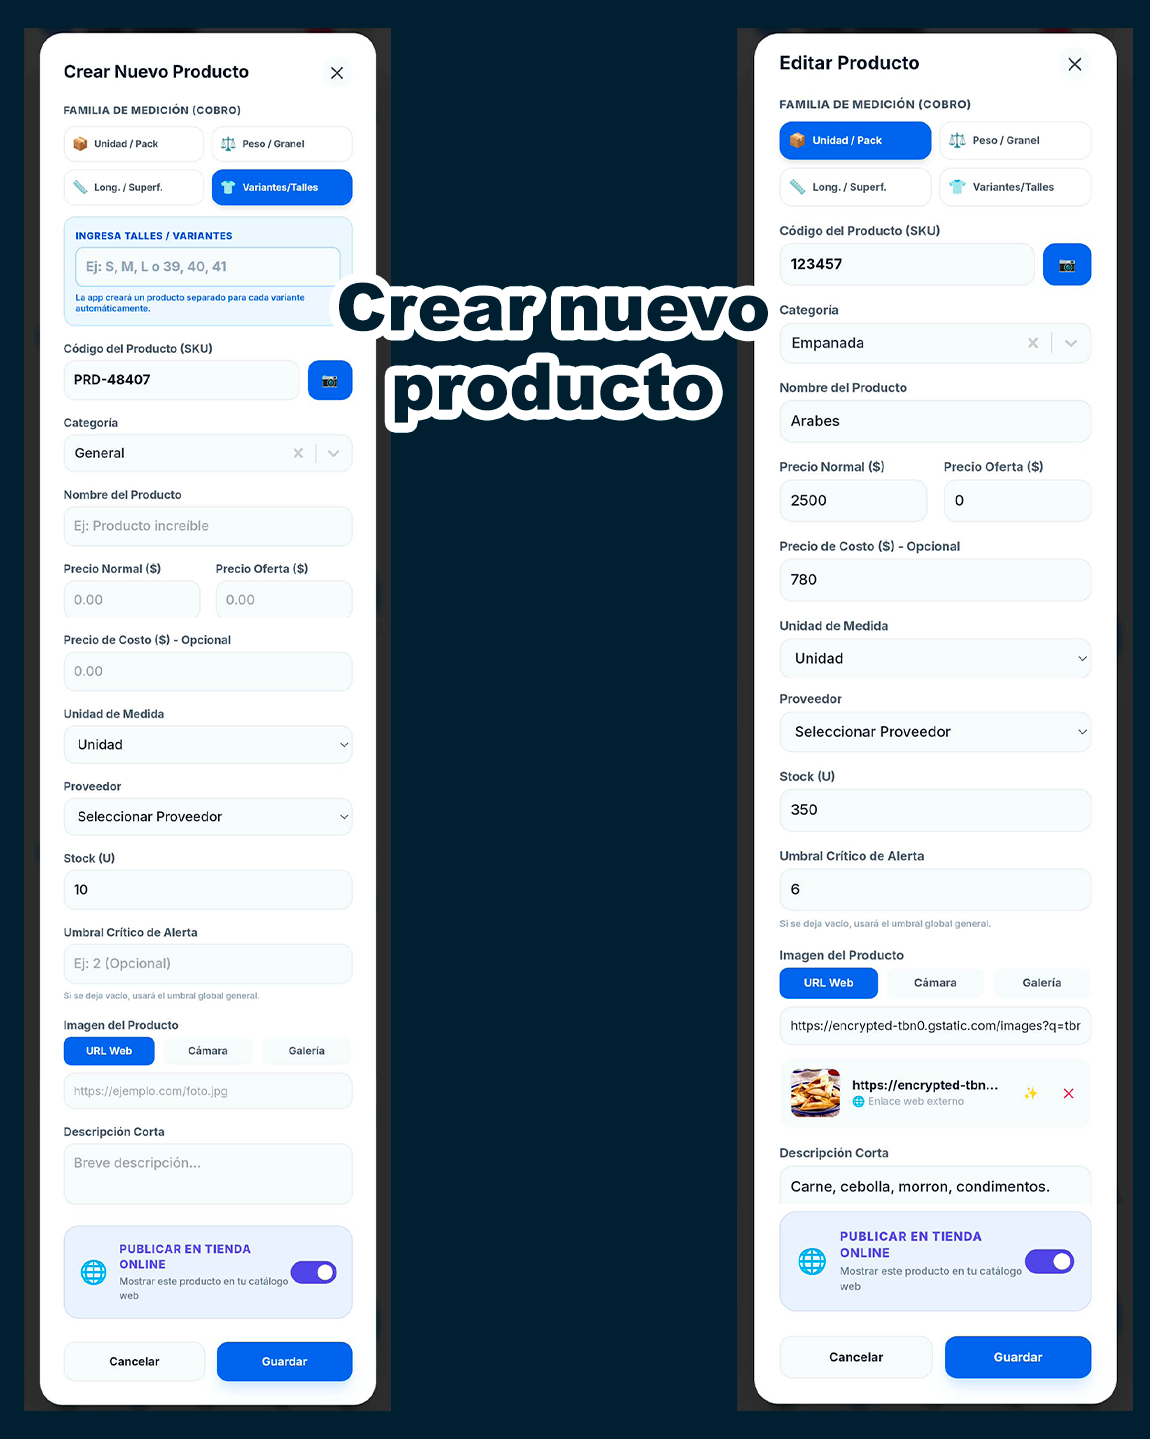 Crear Nuevo Producto
FAMILIA DE MEDICIÓN (COBRO)
Unidad / Pack
Peso / Granel
Long. / Superf.
Variantes/Talles
INGRESA TALLES / VARIANTES
Ej: S, M, L o 39, 40, 41
La app creará un producto separado para cada variante
automáticamente.
Código del Producto (SKU)
PRD-48407
Categoría
General
Nombre del Producto
Ej: Producto increíble
Precio Normal ($)
Precio Oferta ($)
0.00
0.00
Precio de Costo ($) - Opcional
0.00
Unidad de Medida
Unidad
Proveedor
Seleccionar Proveedor
Stock (U)
10
Umbral Crítico de Alerta
Ej: 2 (Opcional)
Si se deja vacío, usará el umbral global general.
Imagen del Producto
URL Web
Cámara
Galería
https://ejemplo.com/foto.jpg
Descripción Corta
Breve descripción...
PUBLICAR EN TIENDA
ONLINE
Mostrar este producto en tu catálogo
web
Cancelar
Guardar
Crear nuevo
producto
Editar Producto
FAMILIA DE MEDICIÓN (COBRO)
Unidad / Pack
Peso / Granel
Long. / Superf.
Variantes/Talles
Código del Producto (SKU)
123457
Categoría
Empanada
Nombre del Producto
Arabes
Precio Normal ($)
Precio Oferta ($)
2500
0
Precio de Costo ($) - Opcional
780
Unidad de Medida
Unidad
Proveedor
Seleccionar Proveedor
Stock (U)
350
Umbral Crítico de Alerta
6
Si se deja vacío, usará el umbral global general.
Imagen del Producto
URL Web
Cámara
Galería
https://encrypted-tbn0.gstatic.com/images?q=tbr
https://encrypted-tbn...
Enlace web externo
Descripción Corta
Carne, cebolla, morron, condimentos.
PUBLICAR EN TIENDA
ONLINE
Mostrar este producto en tu catálogo
web
Cancelar
Guardar